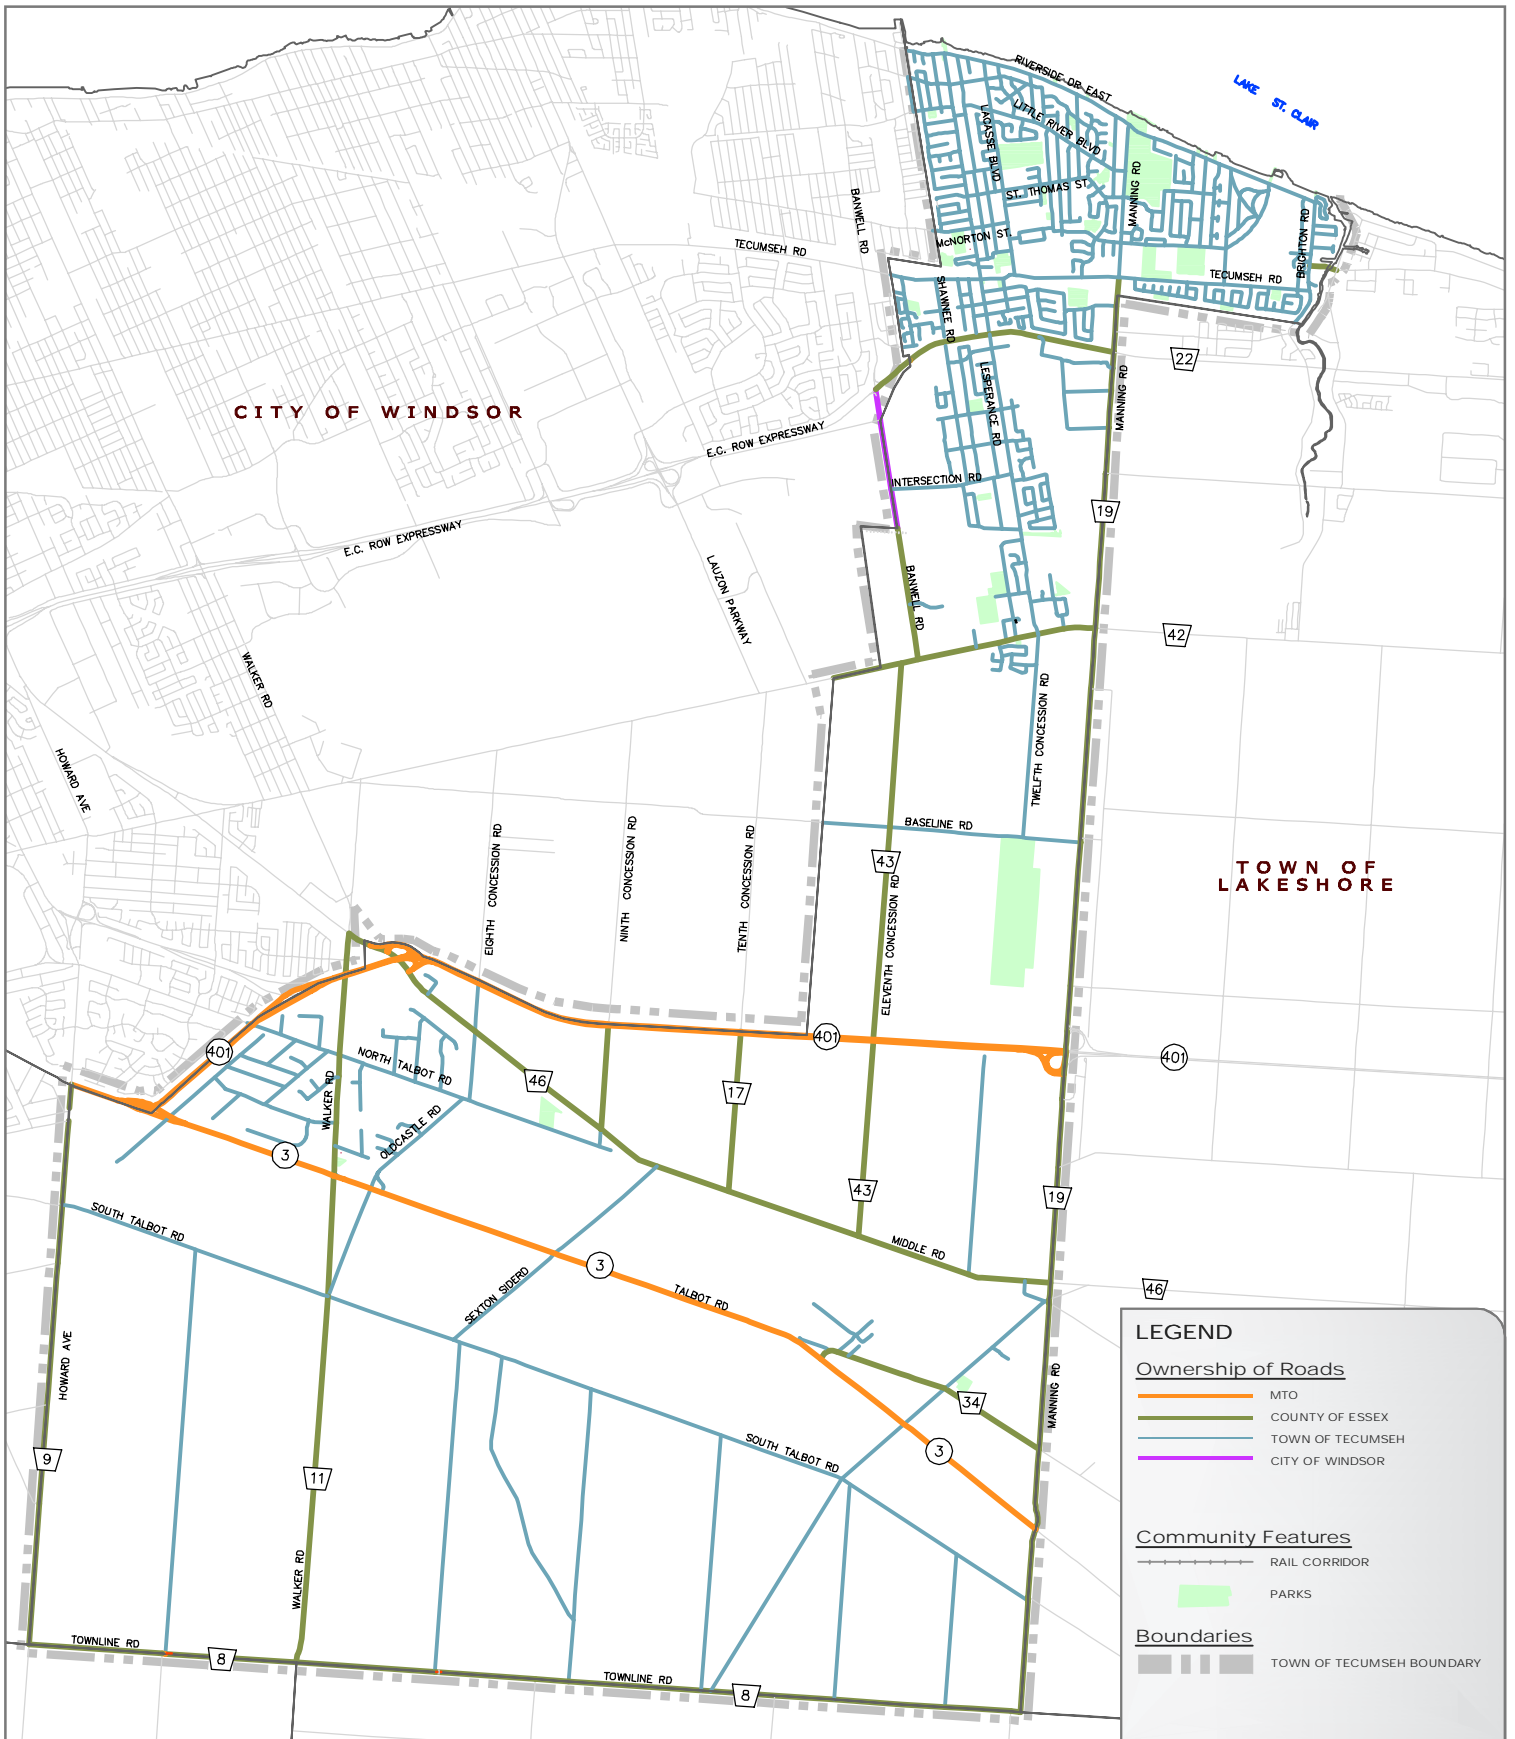 RIVERSIDE DR EAST
LAKE ST. CLAIR
LITTLE RIVER BLVD
LACASSE BLVD
ST. THOMAS ST.
MANNING RD
BANWELL RD
McNORTON ST.
TECUMSEH RD
BRIGHTON RD
TECUMSEH RD
SHAWNEE RD
22
LESPERANCE RD
MANNING RD
CITY OF WINDSOR
E.C. ROW EXPRESSWAY
INTERSECTION RD
19
E.C. ROW EXPRESSWAY
LAUZON PARKWAY
BANWELL RD
42
WALKER RD
TWELFTH CONCESSION RD
HOWARD AVE
BASELINE RD
EIGHTH CONCESSION RD
NINTH CONCESSION RD
TENTH CONCESSION RD
43
ELEVENTH CONCESSION RD
TOWN OF
LAKESHORE
401
401
401
NORTH TALBOT RD
46
17
WALKER RD
OLDCASTLE RD
3
43
19
SOUTH TALBOT RD
MIDDLE RD
3
SEXTON SIDERD
TALBOT RD
46
HOWARD AVE
MANNING RD
34
SOUTH TALBOT RD
3
9
11
WALKER RD
TOWNLINE RD
8
TOWNLINE RD
8
LEGEND
Ownership of Roads
MTO
COUNTY OF ESSEX
TOWN OF TECUMSEH
CITY OF WINDSOR
Community Features
RAIL CORRIDOR
PARKS
Boundaries
TOWN OF TECUMSEH BOUNDARY